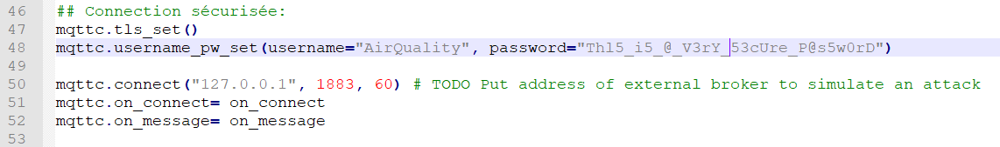 46 ## Connection sécurisée:
47 mqttc.tls_set()
48 mqttc.username_pw_set(username="AirQuality", password="Thl5_i5_@_V3rY_53cUre_P@s5w0rD")
49
50 mqttc.connect("127.0.0.1", 1883, 60) # TODO Put address of external broker to simulate an attack
51 mqttc.on_connect= on_connect
52 mqttc.on_message= on_message
53